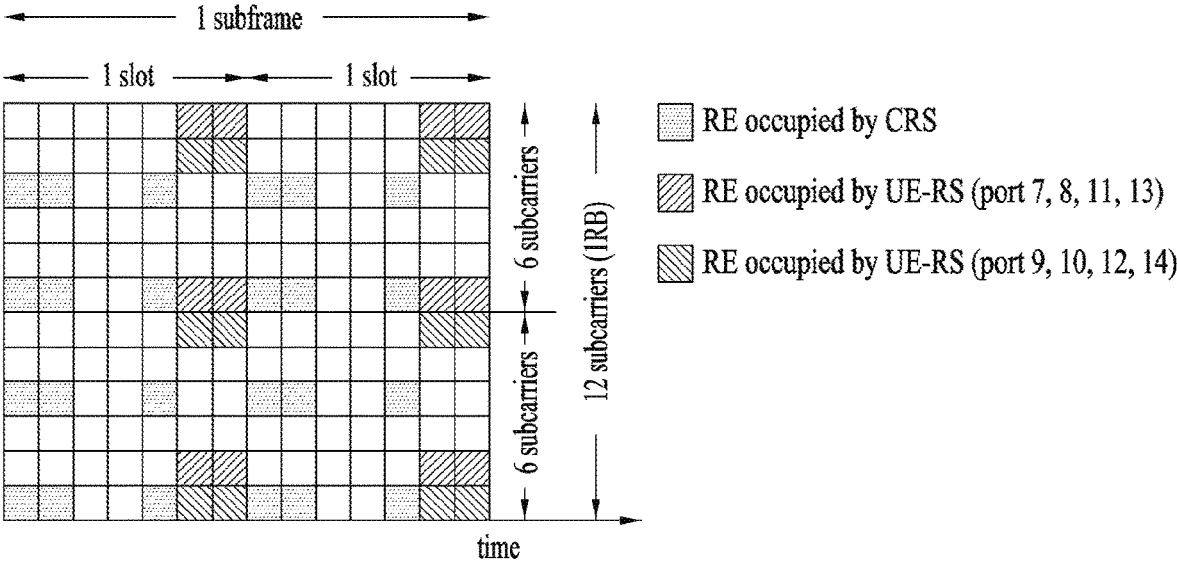 1 subframe
1 slot
1 slot
6 subcarriers
6 subcarriers
12 subcarriers (1RB)
time
RE occupied by CRS
RE occupied by UE-RS (port 7, 8, 11, 13)
RE occupied by UE-RS (port 9, 10, 12, 14)